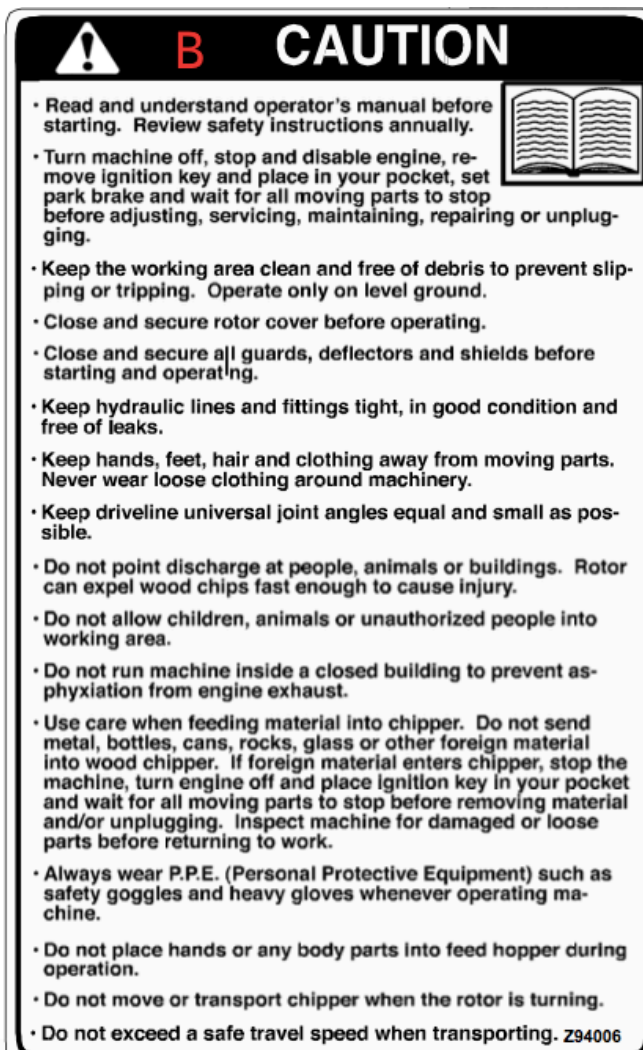 B CAUTION
· Read and understand operator's manual before
starting. Review safety instructions annually.
· Turn machine off, stop and disable engine, re-
move ignition key and place in your pocket, set
park brake and wait for all moving parts to stop
before adjusting, servicing, maintaining, repairing or unplug-
ging.
· Keep the working area clean and free of debris to prevent slip-
ping or tripping. Operate only on level ground.
· Close and secure rotor cover before operating.
· Close and secure all guards, deflectors and shields before
starting and operating.
· Keep hydraulic lines and fittings tight, in good condition and
free of leaks.
· Keep hands, feet, hair and clothing away from moving parts.
Never wear loose clothing around machinery.
· Keep driveline universal joint angles equal and small as pos-
sible.
· Do not point discharge at people, animals or buildings. Rotor
can expel wood chips fast enough to cause injury.
· Do not allow children, animals or unauthorized people into
working area.
· Do not run machine inside a closed building to prevent as-
phyxiation from engine exhaust.
· Use care when feeding material into chipper. Do not send
metal, bottles, cans, rocks, glass or other foreign material
into wood chipper. If foreign material enters chipper, stop the
machine, turn engine off and place ignition key in your pocket
and wait for all moving parts to stop before removing material
and/or unplugging. Inspect machine for damaged or loose
parts before returning to work.
· Always wear P.P.E. (Personal Protective Equipment) such as
safety goggles and heavy gloves whenever operating ma-
chine.
· Do not place hands or any body parts into feed hopper during
operation.
· Do not move or transport chipper when the rotor is turning.
· Do not exceed a safe travel speed when transporting. Z94006